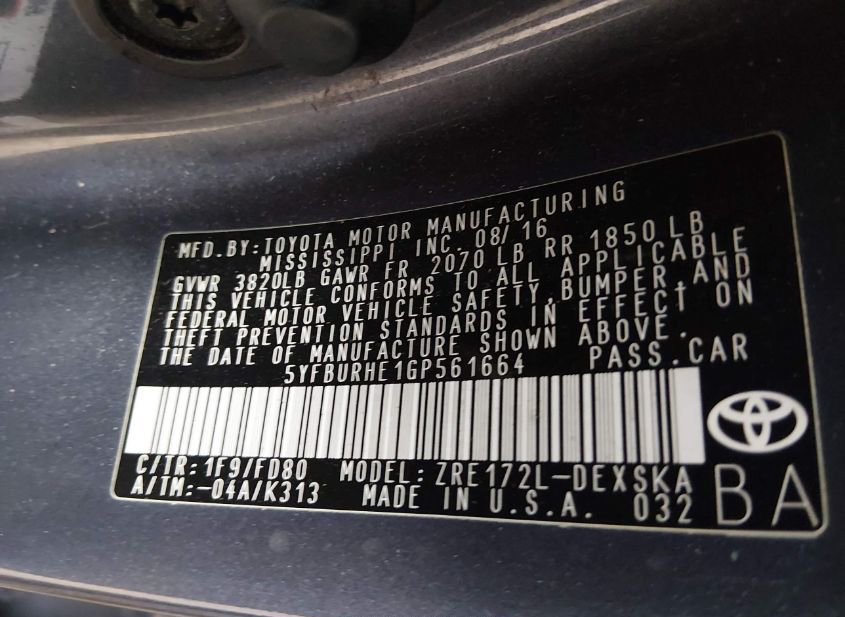 MFD.BY:TOYOTA MOTOR MANUFACTURING
MISSISSIPPI INC. 08/16
GVWR 3820LB GAWR FR 2070 LB RR 1850 LB
THIS VEHICLE CONFORMS TO ALL APPLICABLE
FEDERAL MOTOR VEHICLE SAFETY,BUMPER,AND
THEFT PREVENTION STANDARDS IN EFFECT ON
THE DATE OF MANUFACTURE SHOWN ABOVE.
5YFBURHE1GP561664 PASS.CAR
C/TR:1F9/FD80 MODEL:ZRE172L-DEXSKA
A/TM:-04A/K313 MADE IN U.S.A. 032
BA